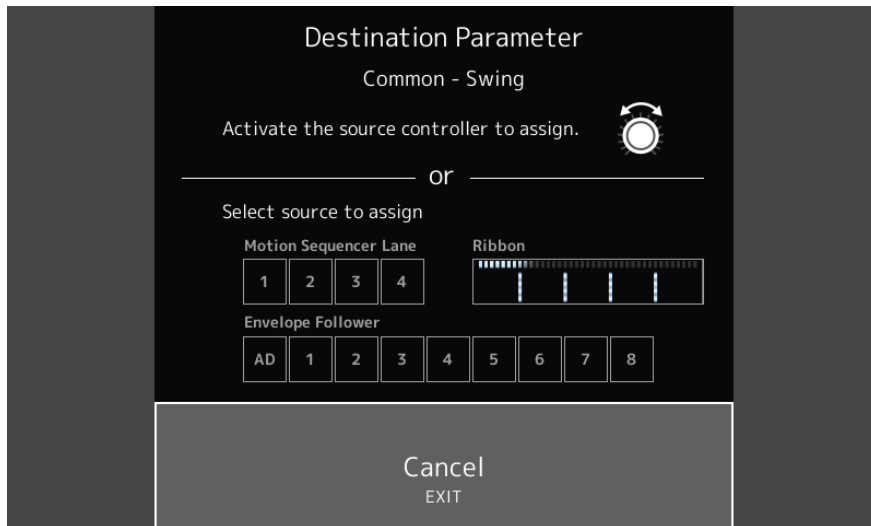 Destination Parameter
Common - Swing
Activate the source controller to assign.
or
Select source to assign
Motion Sequencer Lane Ribbon
1 2 3 4
Envelope Follower
AD 1 2 3 4 5 6 7 8
Cancel
EXIT